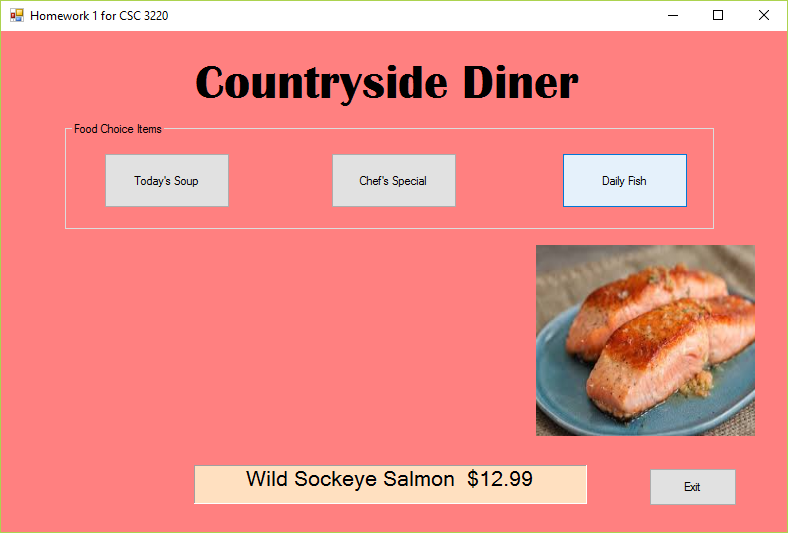 Homework 1 for CSC 3220
Countryside Diner
Food Choice Items
Today's Soup
Chef's Special
Daily Fish
Wild Sockeye Salmon  $12.99
Exit